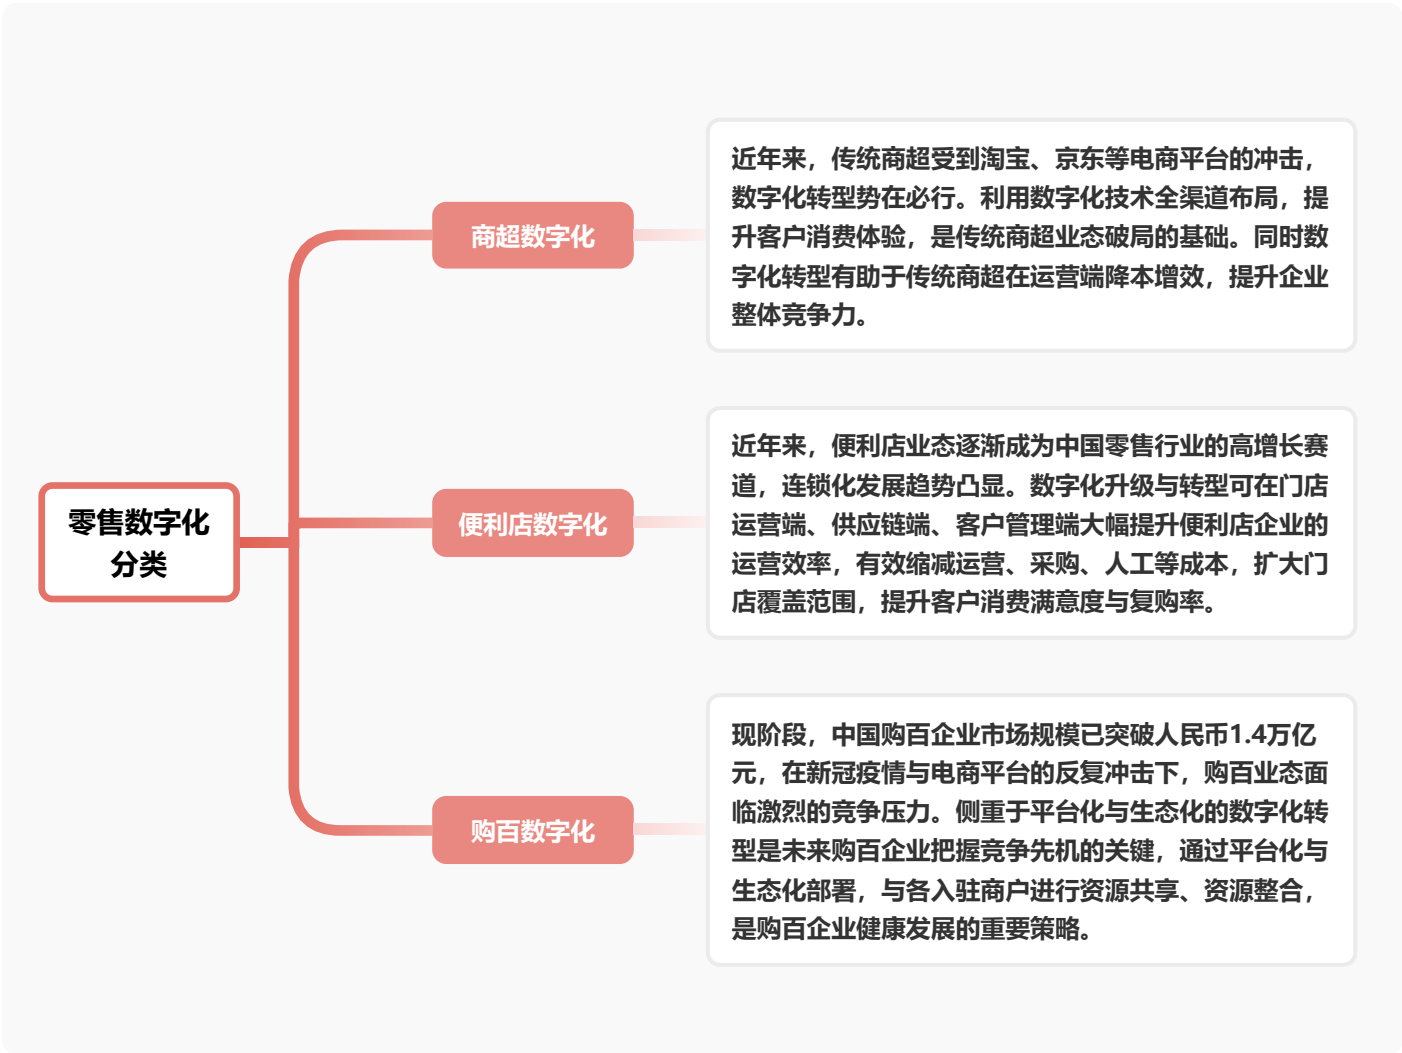 零售数字化
分类
商超数字化
近年来，传统商超受到淘宝、京东等电商平台的冲击，
数字化转型势在必行。利用数字化技术全渠道布局，提
升客户消费体验，是传统商超业态破局的基础。同时数
字化转型有助于传统商超在运营端降本增效，提升企业
整体竞争力。
便利店数字化
近年来，便利店业态逐渐成为中国零售行业的高增长赛
道，连锁化发展趋势凸显。数字化升级与转型可在门店
运营端、供应链端、客户管理端大幅提升便利店企业的
运营效率，有效缩减运营、采购、人工等成本，扩大门
店覆盖范围，提升客户消费满意度与复购率。
购百数字化
现阶段，中国购百企业市场规模已突破人民币1.4万亿
元，在新冠疫情与电商平台的反复冲击下，购百业态面
临激烈的竞争压力。侧重于平台化与生态化的数字化转
型是未来购百企业把握竞争先机的关键，通过平台化与
生态化部署，与各入驻商户进行资源共享、资源整合，
是购百企业健康发展的重要策略。